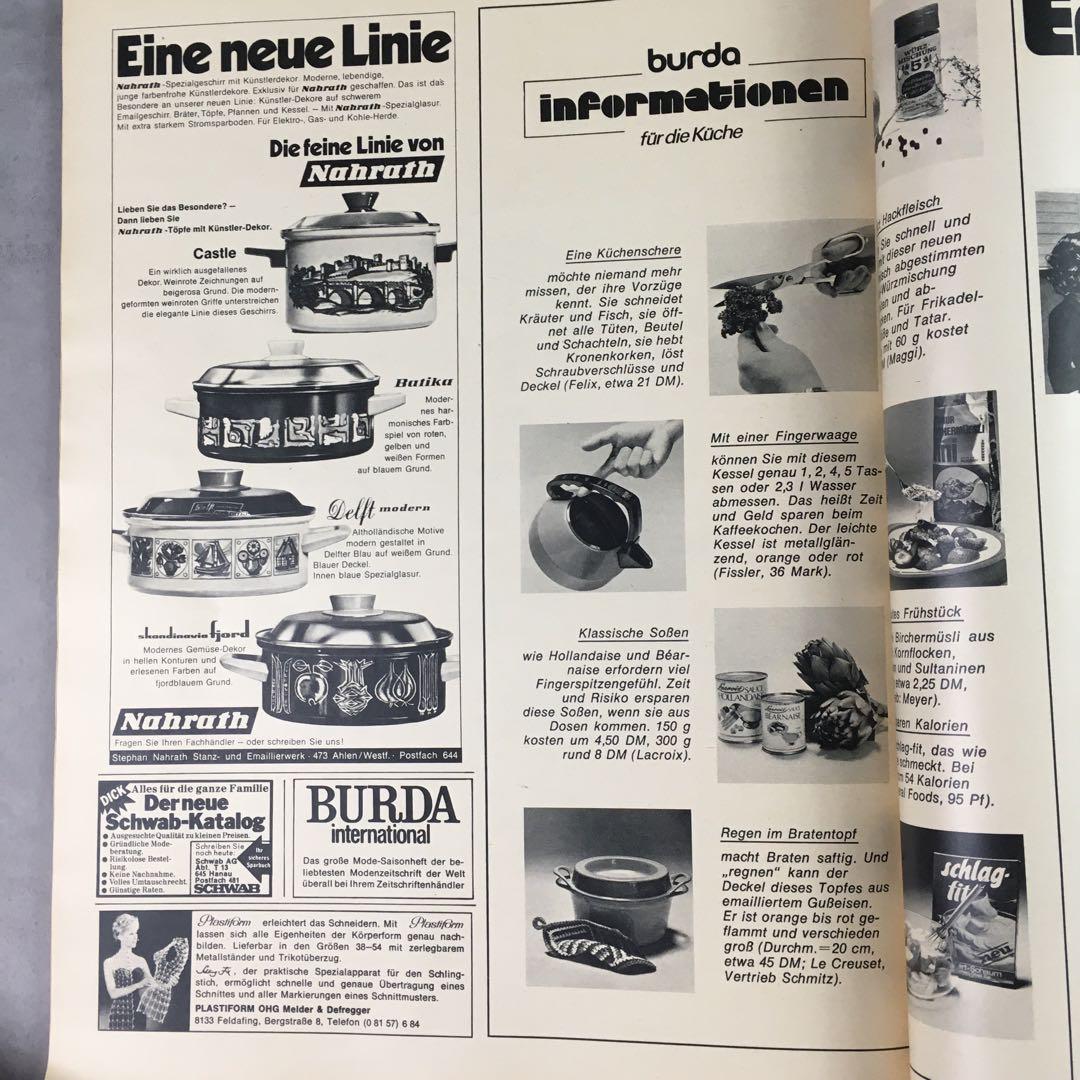 Eine neue Linie
Nahrath-Spezialgeschirr mit Künstlerdekor. Moderne, lebendige,
junge farbenfrohe Künstlerdekore. Exklusiv für Nahrath geschaffen. Das ist das
Besondere an unserer neuen Linie: Künstler-Dekore auf schwerem
Emailgeschirr. Bräter, Töpfe, Pfannen und Kessel. – Mit Nahrath-Spezialglasur.
Mit extra starkem Stromsparboden. Für Elektro-, Gas- und Kohle-Herde.
Die feine Linie von
Nahrath
Lieben Sie das Besondere? –
Dann lieben Sie
Nahrath-Töpfe mit Künstler-Dekor.
Castle
Ein wirklich ausgefallenes
Dekor. Weinrote Zeichnungen auf
beigerosa Grund. Die modern-
geformten weinroten Griffe unterstreichen
die elegante Linie dieses Geschirrs.
Batika
Moder-
nes har-
monisches Farb-
spiel von roten,
gelben und
weißen Formen
auf blauem Grund.
Delft modern
Altholländische Motive
modern gestaltet in
Delfter Blau auf weißem Grund.
Blauer Deckel.
Innen blaue Spezialglasur.
skandinavia fjord
Modernes Gemüse-Dekor
in hellen Konturen und
erlesenen Farben auf
fjordblauem Grund.
Nahrath
Fragen Sie Ihren Fachhändler – oder schreiben Sie uns!
Stephan Nahrath Stanz- und Emaillierwerk · 473 Ahlen/Westf. · Postfach 644
DICK
Alles für die ganze Familie
Der neue
Schwab-Katalog
● Ausgesuchte Qualität zu kleinen Preisen.
● Gründliche Mode-
beratung.
● Risikolose Bestel-
lung.
● Keine Nachnahme.
● Volles Umtauschrecht.
● Günstige Raten.
Schreiben Sie
noch heute:
Schwab AG
Abt. T 13
645 Hanau
Postfach 481
SCHWAB
Ihr
sicheres
Sparbuch
BURDA
international
Das große Mode-Saisonheft der be-
liebtesten Modenzeitschrift der Welt
überall bei Ihrem Zeitschriftenhändler
Plastiform erleichtert das Schneidern. Mit Plastiform
lassen sich alle Eigenheiten der Körperform genau nach-
bilden. Lieferbar in den Größen 38–54 mit zerlegbarem
Metallständer und Trikotüberzug.
, der praktische Spezialapparat für den Schling-
stich, ermöglicht schnelle und genaue Übertragung eines
Schnittes und aller Markierungen eines Schnittmusters.
PLASTIFORM OHG Melder & Defregger
8133 Feldafing, Bergstraße 8, Telefon (0 81 57) 6 84
burda
informationen
für die Küche
Eine Küchenschere
möchte niemand mehr
missen, der ihre Vorzüge
kennt. Sie schneidet
Kräuter und Fisch, sie öff-
net alle Tüten, Beutel
und Schachteln, sie hebt
Kronenkorken, löst
Schraubverschlüsse und
Deckel (Felix, etwa 21 DM).
Mit einer Fingerwaage
können Sie mit diesem
Kessel genau 1, 2, 4, 5 Tas-
sen oder 2,3 l Wasser
abmessen. Das heißt Zeit
und Geld sparen beim
Kaffeekochen. Der leichte
Kessel ist metallglän-
zend, orange oder rot
(Fissler, 36 Mark).
Klassische Soßen
wie Hollandaise und Béar-
naise erfordern viel
Fingerspitzengefühl. Zeit
und Risiko ersparen
diese Soßen, wenn sie aus
Dosen kommen. 150 g
kosten um 4,50 DM, 300 g
rund 8 DM (Lacroix).
Lacroix SAUCE
HOLLANDAISE
Lacroix SAUCE
BÉARNAISE
Regen im Bratentopf
macht Braten saftig. Und
„regnen" kann der
Deckel dieses Topfes aus
emailliertem Gußeisen.
Er ist orange bis rot ge-
flammt und verschieden
groß (Durchm.=20 cm,
etwa 45 DM; Le Creuset,
Vertrieb Schmitz).
WÜRZ
MISCHUNG
5
Hackfleisch
Sie schnell und
mit dieser neuen
abgestimmten
Würzmischung
und ab-
Für Frikadel-
und Tatar.
mit 60 g kostet
(Maggi).
Frühstück
Birchermüsli aus
Kornflocken,
und Sultaninen
etwa 2,25 DM,
Meyer).
Kalorien
schlag-fit, das wie
schmeckt. Bei
54 Kalorien
Foods, 95 Pf).
schlag-
fit
neu